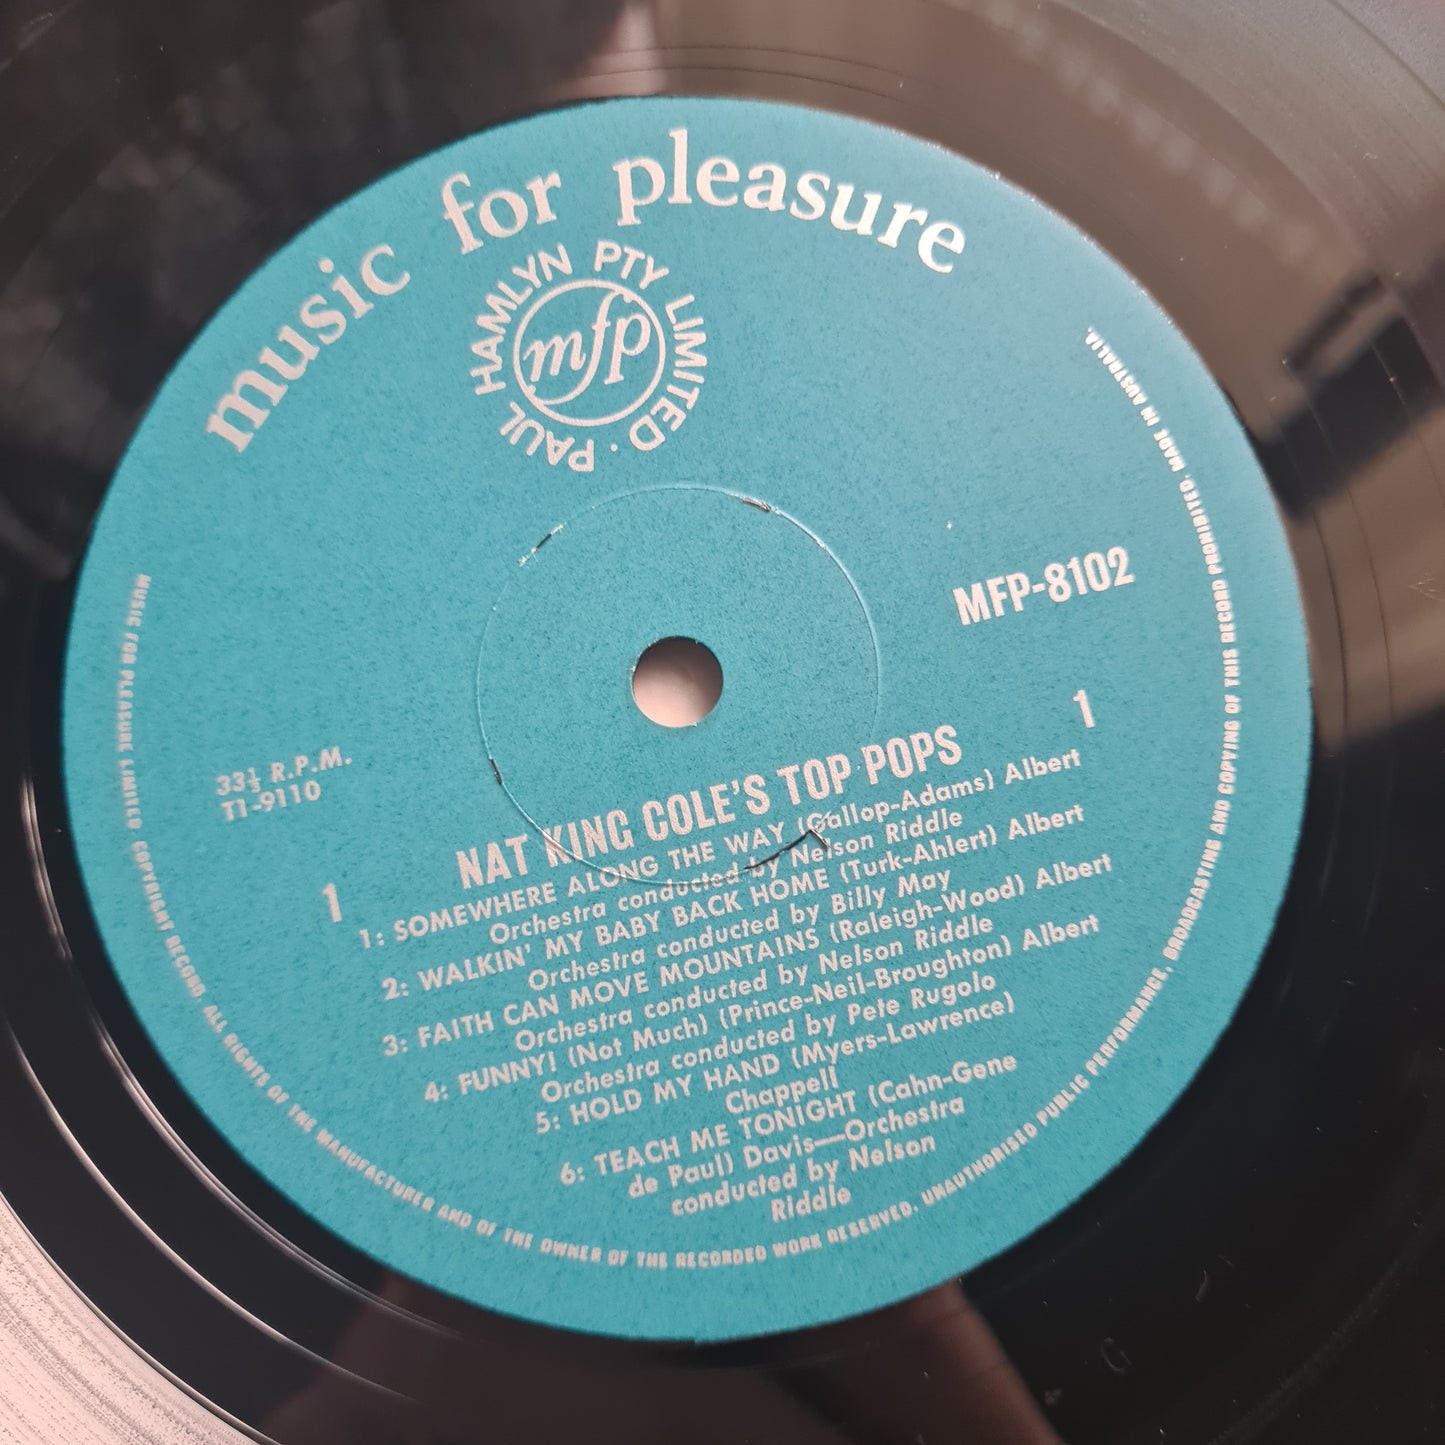 music for pleasure
PAUL HAMLYN PTY LIMITED ·
mfp
MFP-8102
33⅓ R.P.M.
T1-9110
1
1
NAT KING COLE'S TOP POPS
1: SOMEWHERE ALONG THE WAY (Gallop-Adams) Albert
Orchestra conducted by Nelson Riddle
2: WALKIN' MY BABY BACK HOME (Turk-Ahlert) Albert
Orchestra conducted by Billy May
3: FAITH CAN MOVE MOUNTAINS (Raleigh-Wood) Albert
Orchestra conducted by Nelson Riddle
4: FUNNY! (Not Much) (Prince-Neil-Broughton) Albert
Orchestra conducted by Pete Rugolo
5: HOLD MY HAND (Myers-Lawrence)
Chappell
6: TEACH ME TONIGHT (Cahn-Gene
de Paul) Davis—Orchestra
conducted by Nelson
Riddle
MUSIC FOR PLEASURE LIMITED. COPYRIGHT RECORD. ALL RIGHTS OF THE MANUFACTURER AND OF THE OWNER OF THE RECORDED WORK RESERVED. UNAUTHORISED PUBLIC PERFORMANCE, BROADCASTING AND COPYING OF THIS RECORD PROHIBITED. MADE IN AUSTRALIA.